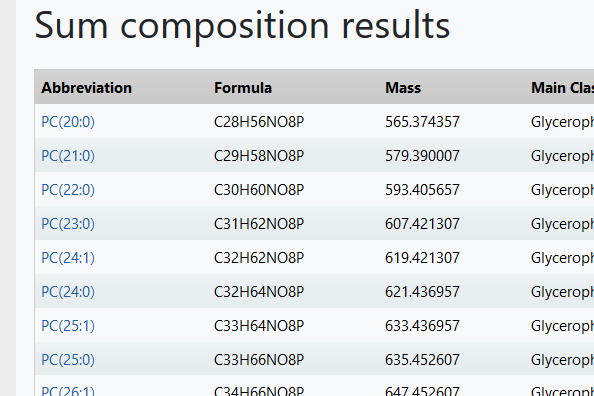 Sum composition results
Abbreviation Formula Mass Main Clas
PC(20:0) C28H56NO8P 565.374357 Glyceroph
PC(21:0) C29H58NO8P 579.390007 Glyceroph
PC(22:0) C30H60NO8P 593.405657 Glyceroph
PC(23:0) C31H62NO8P 607.421307 Glyceroph
PC(24:1) C32H62NO8P 619.421307 Glyceroph
PC(24:0) C32H64NO8P 621.436957 Glyceroph
PC(25:1) C33H64NO8P 633.436957 Glyceroph
PC(25:0) C33H66NO8P 635.452607 Glyceroph
PC(26:1) C34H66NO8P 647.452607 Glyceroph